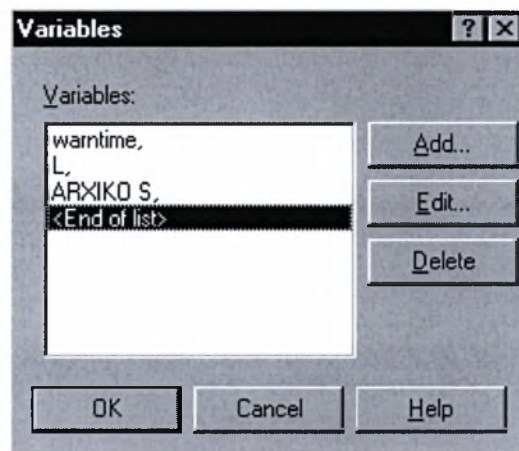 Variables ? X
Variables:
warntime,
L,
ARXIKO S,
<End of list>
Add...
Edit...
Delete
OK Cancel Help